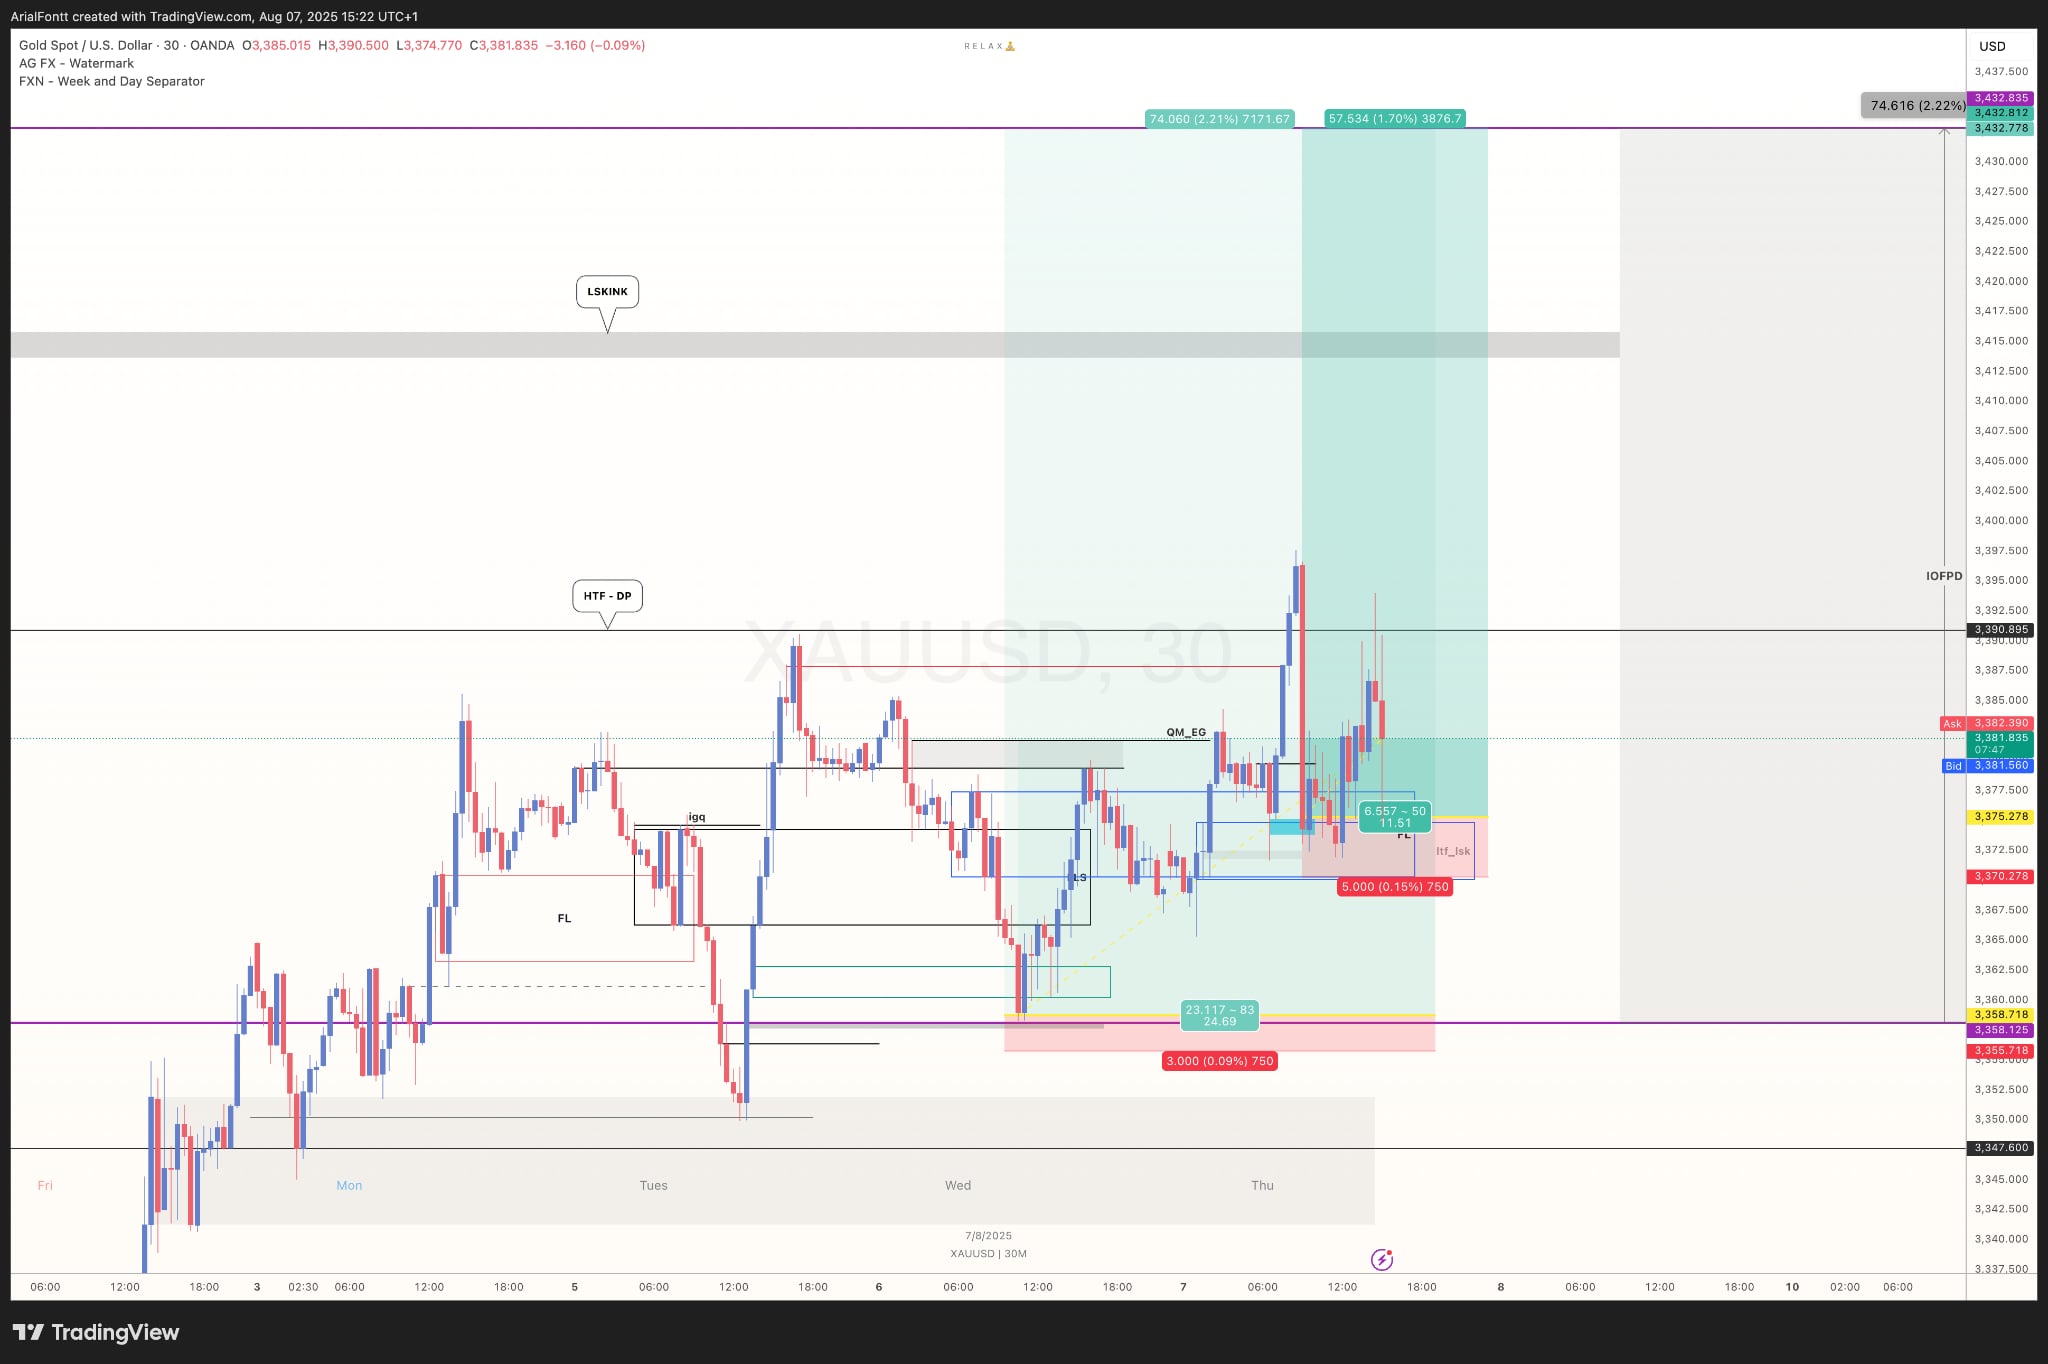 ArialFontt created with TradingView.com, Aug 07, 2025 15:22 UTC+1
Gold Spot / U.S. Dollar · 30 · OANDA O3,385.015 H3,390.500 L3,374.770 C3,381.835 −3.160 (−0.09%)
AG FX - Watermark
FXN - Week and Day Separator
RELAX🧘
USD
3,437.500
74.616 (2.22%)
3,432.835
3,432.812
3,432.778
74.060 (2.21%) 7171.67
57.534 (1.70%) 3876.7
3,430.000
3,427.500
3,425.000
3,422.500
3,420.000
LSKINK
3,417.500
3,415.000
3,412.500
3,410.000
3,407.500
3,405.000
3,402.500
3,400.000
3,397.500
3,395.000
IOFPD
HTF - DP
3,392.500
3,390.895
3,390.000
XAUUSD, 30
3,387.500
3,385.000
Ask 3,382.390
QM_EG
3,381.835
07:47
Bid 3,381.560
3,377.500
igq
6.557 ~ 50
11.51
3,375.278
FL
ltf_lsk
3,372.500
LS
3,370.278
5.000 (0.15%) 750
3,367.500
FL
3,365.000
3,362.500
3,360.000
23.117 ~ 83
24.69
3,358.718
3,358.125
3,355.718
3,355.000
3.000 (0.09%) 750
3,352.500
3,350.000
3,347.600
3,345.000
Fri Mon Tues Wed Thu
3,342.500
3,340.000
7/8/2025
XAUUSD | 30M
3,337.500
06:00 12:00 18:00 3 02:30 06:00 12:00 18:00 5 06:00 12:00 18:00 6 06:00 12:00 18:00 7 06:00 12:00 18:00 8 06:00 12:00 18:00 10 02:00 06:00
TradingView